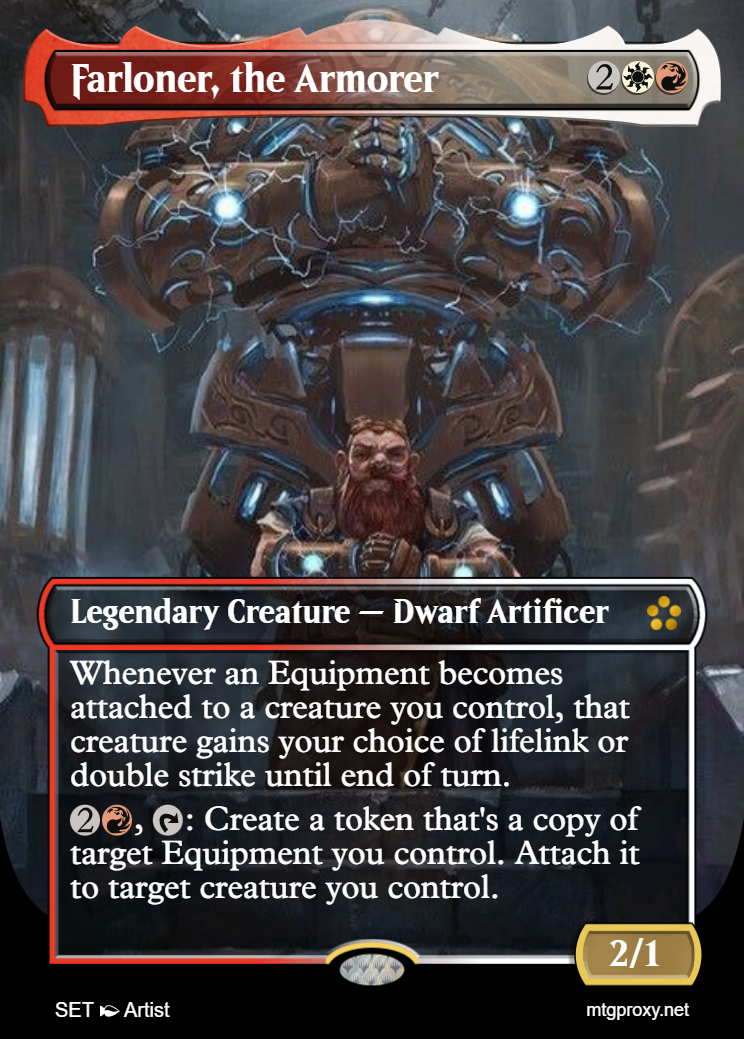 Farloner, the Armorer 2
Legendary Creature — Dwarf Artificer
Whenever an Equipment becomes
attached to a creature you control, that
creature gains your choice of lifelink or
double strike until end of turn.
2, : Create a token that's a copy of
target Equipment you control. Attach it
to target creature you control.
2/1
SET Artist
mtgproxy.net